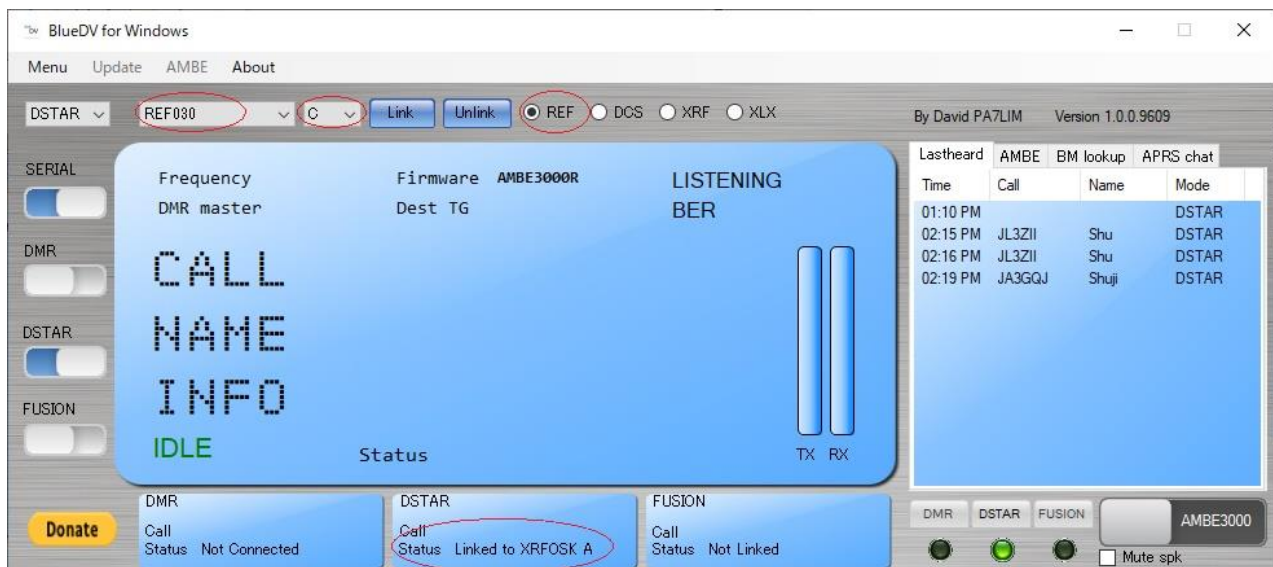 BlueDV for Windows
Menu Update AMBE About
DSTAR REF030 C Link Unlink REF DCS XRF XLX
By David PA7LIM Version 1.0.0.9609
SERIAL
DMR
DSTAR
FUSION
Frequency Firmware AMBE3000R LISTENING
DMR master Dest TG BER
CALL
NAME
INFO
IDLE Status TX RX
Lastheard AMBE BM lookup APRS chat
Time Call Name Mode
01:10 PM DSTAR
02:15 PM JL3ZII Shu DSTAR
02:16 PM JL3ZII Shu DSTAR
02:19 PM JA3GQJ Shuji DSTAR
Donate
DMR
Call
Status Not Connected
DSTAR
Call
Status Linked to XRFOSK A
FUSION
Call
Status Not Linked
DMR DSTAR FUSION AMBE3000
Mute spk